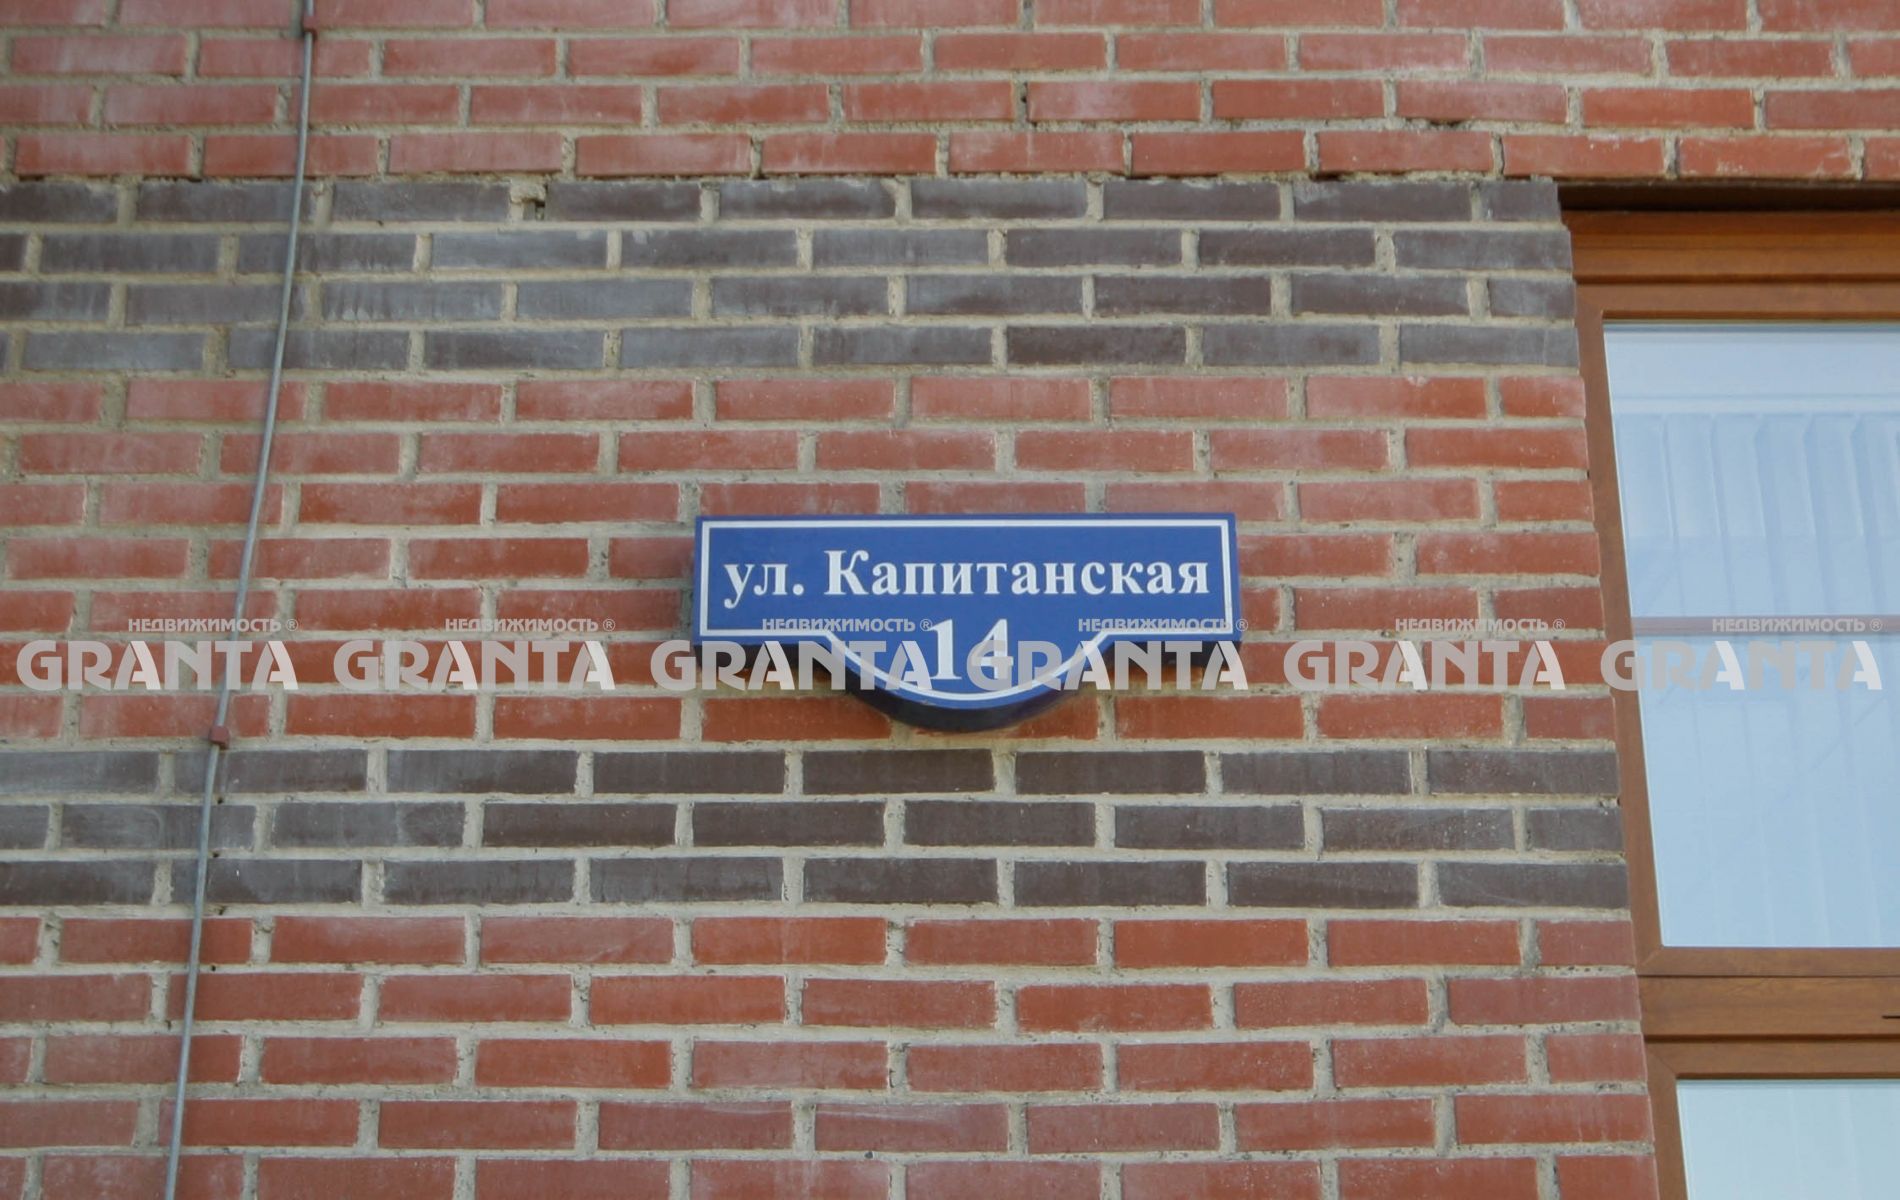 ул. Капитанская
14
НЕДВИЖИМОСТЬ ® НЕДВИЖИМОСТЬ ® НЕДВИЖИМОСТЬ ® НЕДВИЖИМОСТЬ ® НЕДВИЖИМОСТЬ ® НЕДВИЖИМОСТЬ ®
GRANTA GRANTA GRANTA GRANTA GRANTA GRANTA